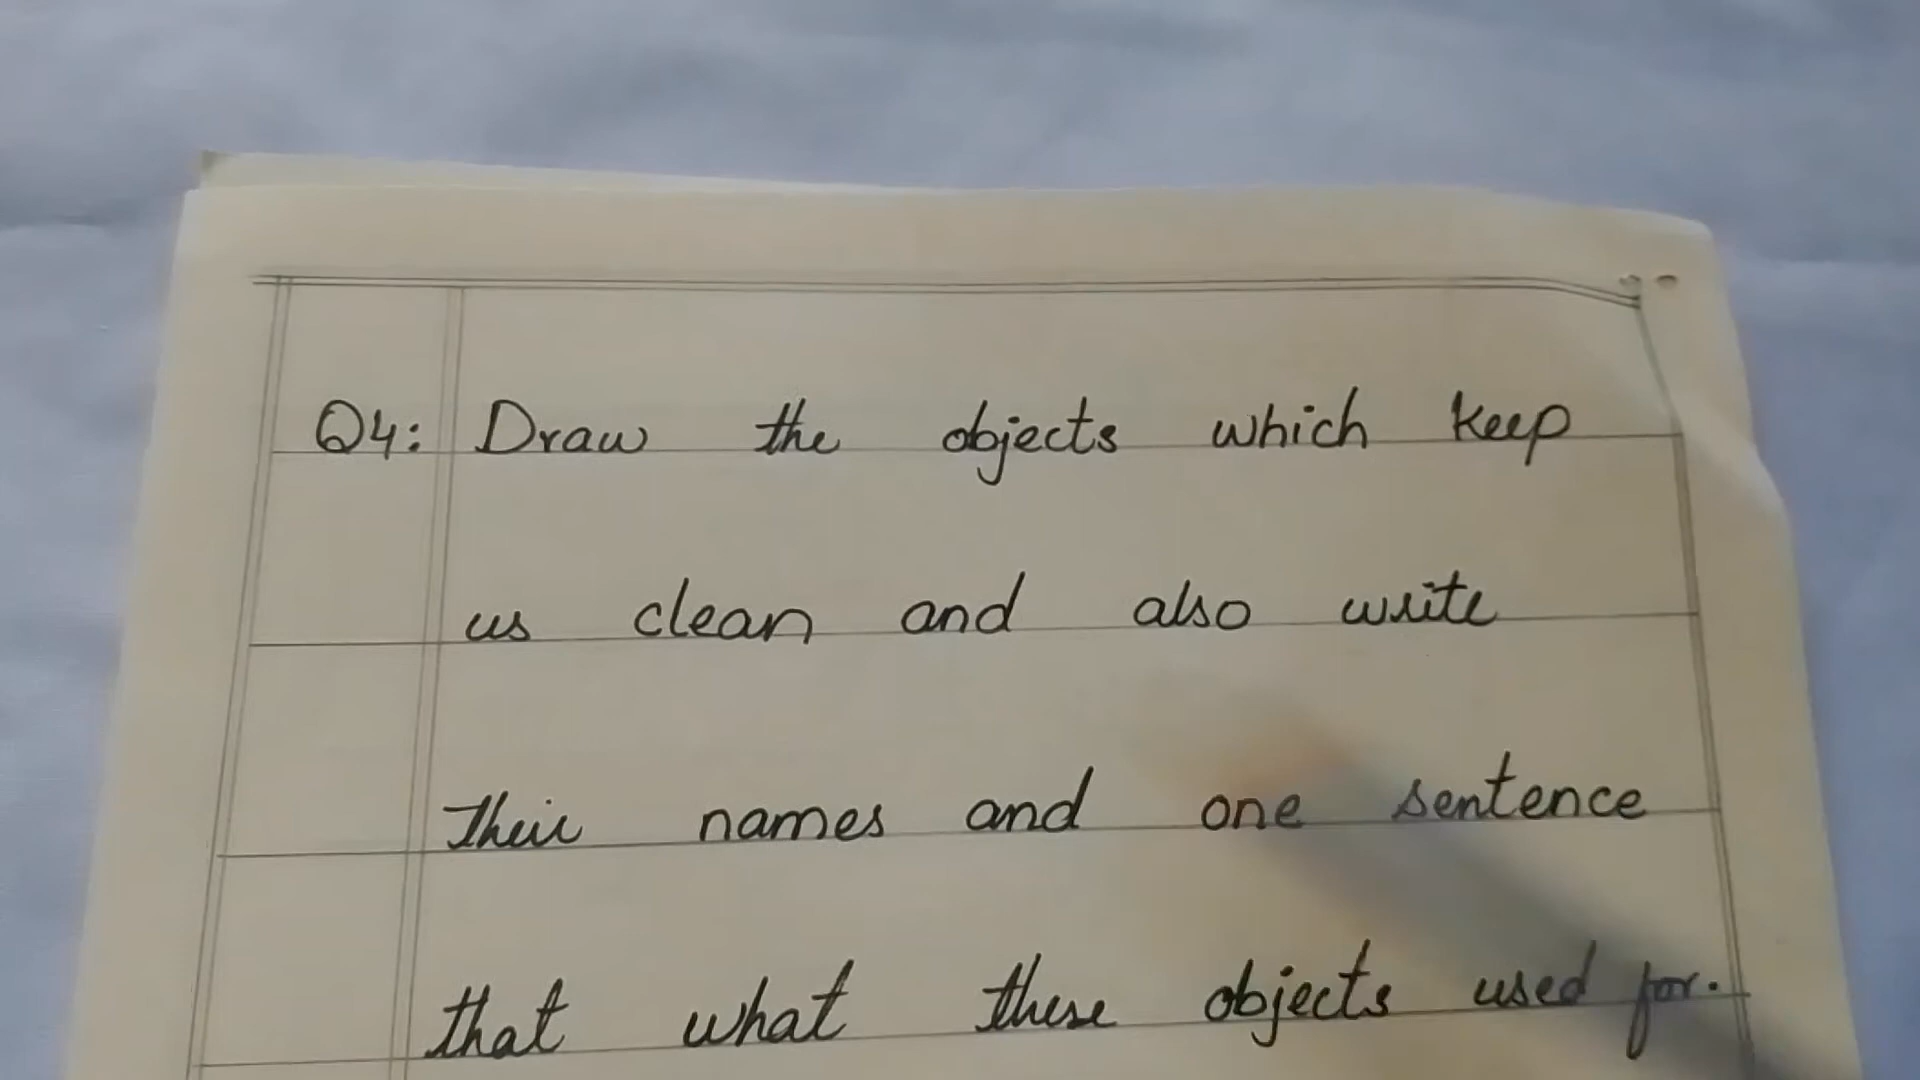 Q4: Draw the objects which keep
us clean and also write
Their names and one sentence
that what these objects used for.